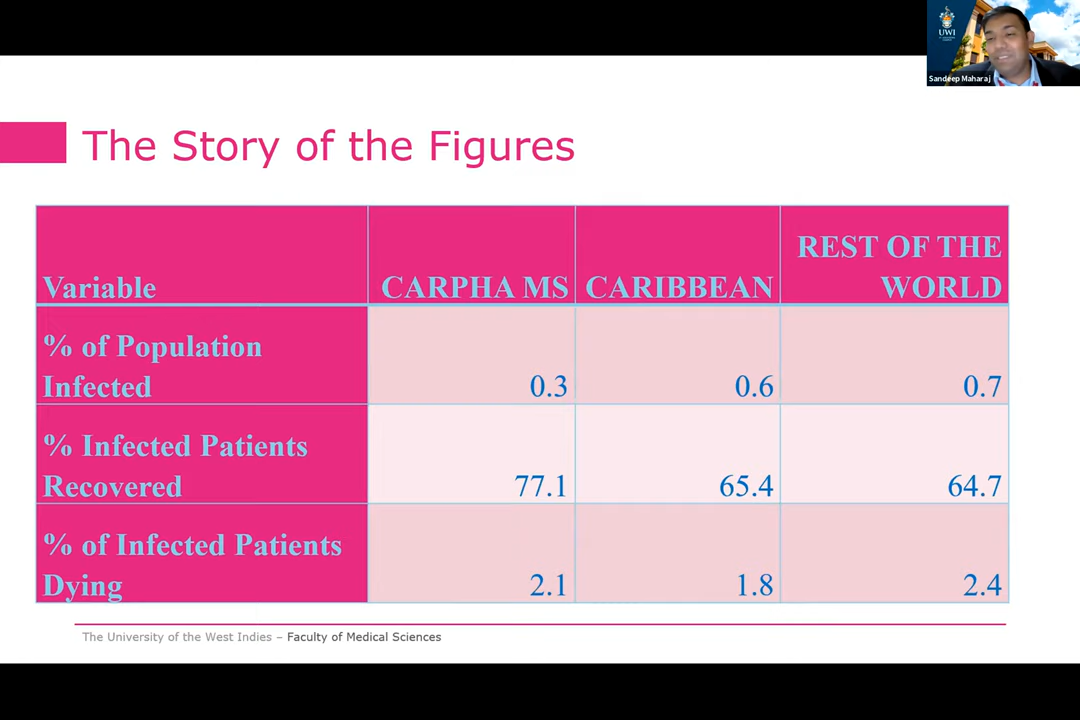 UWI
Sandeep Maharaj
The Story of the Figures
Variable CARPHA MS CARIBBEAN REST OF THE WORLD
% of Population
Infected 0.3 0.6 0.7
% Infected Patients
Recovered 77.1 65.4 64.7
% of Infected Patients
Dying 2.1 1.8 2.4
The University of the West Indies – Faculty of Medical Sciences